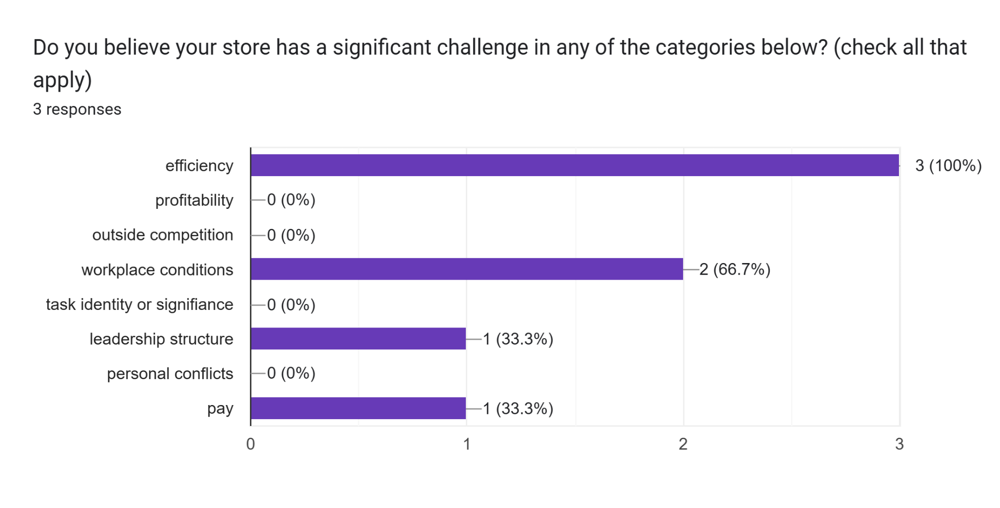 Do you believe your store has a significant challenge in any of the categories below? (check all that
apply)
3 responses
efficiency
3 (100%)
profitability
0 (0%)
outside competition
0 (0%)
workplace conditions
2 (66.7%)
task identity or signifiance
0 (0%)
leadership structure
1 (33.3%)
personal conflicts
0 (0%)
pay
1 (33.3%)
0 1 2 3